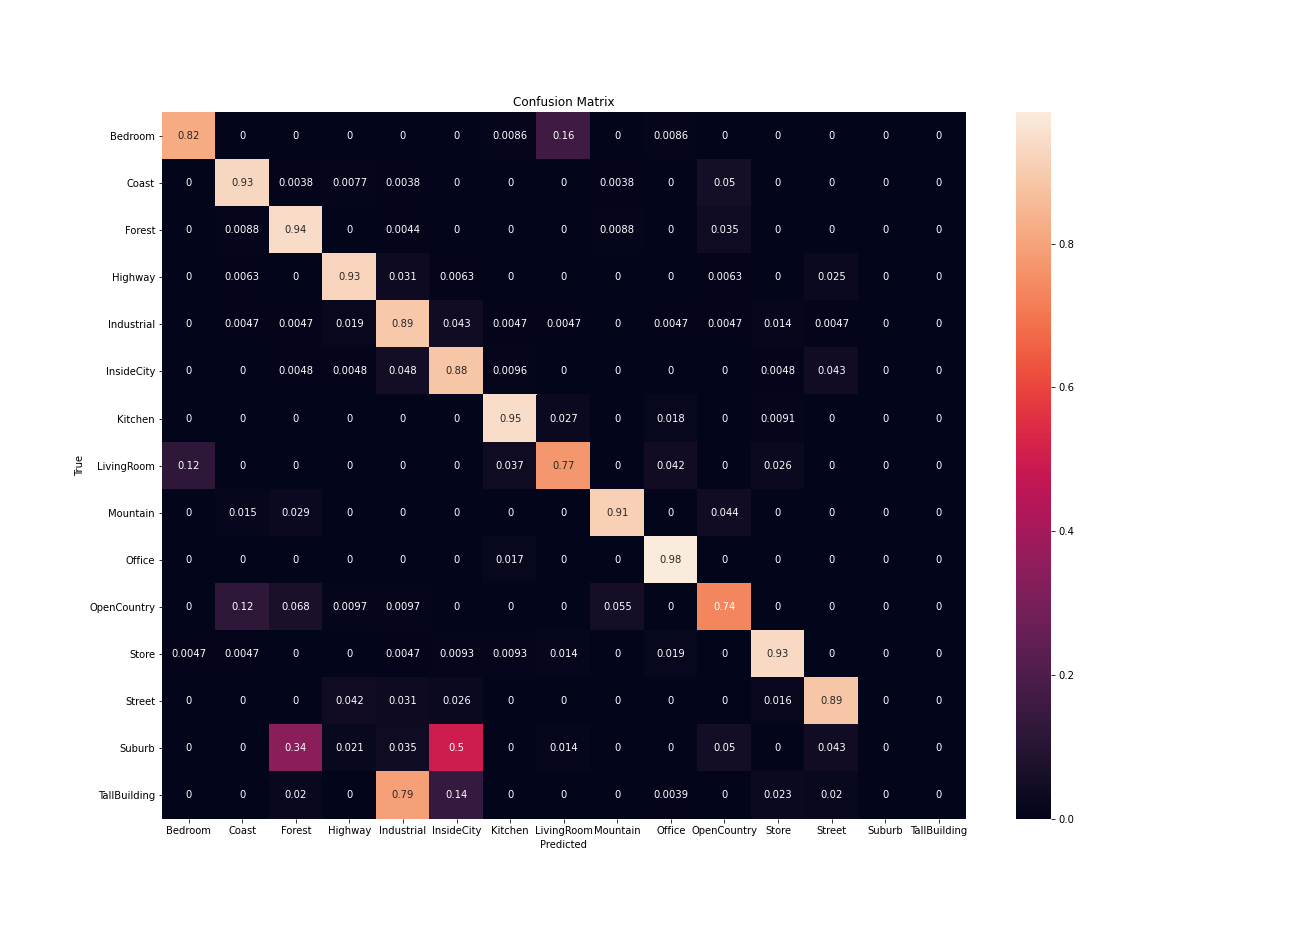 Confusion Matrix
Bedroom 0.82 0 0 0 0 0 0.0086 0.16 0 0.0086 0 0 0 0 0
Coast 0 0.93 0.0038 0.0077 0.0038 0 0 0 0.0038 0 0.05 0 0 0 0
Forest 0 0.0088 0.94 0 0.0044 0 0 0 0.0088 0 0.035 0 0 0 0
Highway 0 0.0063 0 0.93 0.031 0.0063 0 0 0 0 0.0063 0 0.025 0 0
Industrial 0 0.0047 0.0047 0.019 0.89 0.043 0.0047 0.0047 0 0.0047 0.0047 0.014 0.0047 0 0
InsideCity 0 0 0.0048 0.0048 0.048 0.88 0.0096 0 0 0 0 0.0048 0.043 0 0
Kitchen 0 0 0 0 0 0 0.95 0.027 0 0.018 0 0.0091 0 0 0
LivingRoom 0.12 0 0 0 0 0 0.037 0.77 0 0.042 0 0.026 0 0 0
Mountain 0 0.015 0.029 0 0 0 0 0 0.91 0 0.044 0 0 0 0
Office 0 0 0 0 0 0 0.017 0 0 0.98 0 0 0 0 0
OpenCountry 0 0.12 0.068 0.0097 0.0097 0 0 0 0.055 0 0.74 0 0 0 0
Store 0.0047 0.0047 0 0 0.0047 0.0093 0.0093 0.014 0 0.019 0 0.93 0 0 0
Street 0 0 0 0.042 0.031 0.026 0 0 0 0 0 0.016 0.89 0 0
Suburb 0 0 0.34 0.021 0.035 0.5 0 0.014 0 0 0.05 0 0.043 0 0
TallBuilding 0 0 0.02 0 0.79 0.14 0 0 0 0.0039 0 0.023 0.02 0 0
Bedroom Coast Forest Highway Industrial InsideCity Kitchen LivingRoom Mountain Office OpenCountry Store Street Suburb TallBuilding
Predicted
True
0.8
0.6
0.4
0.2
0.0